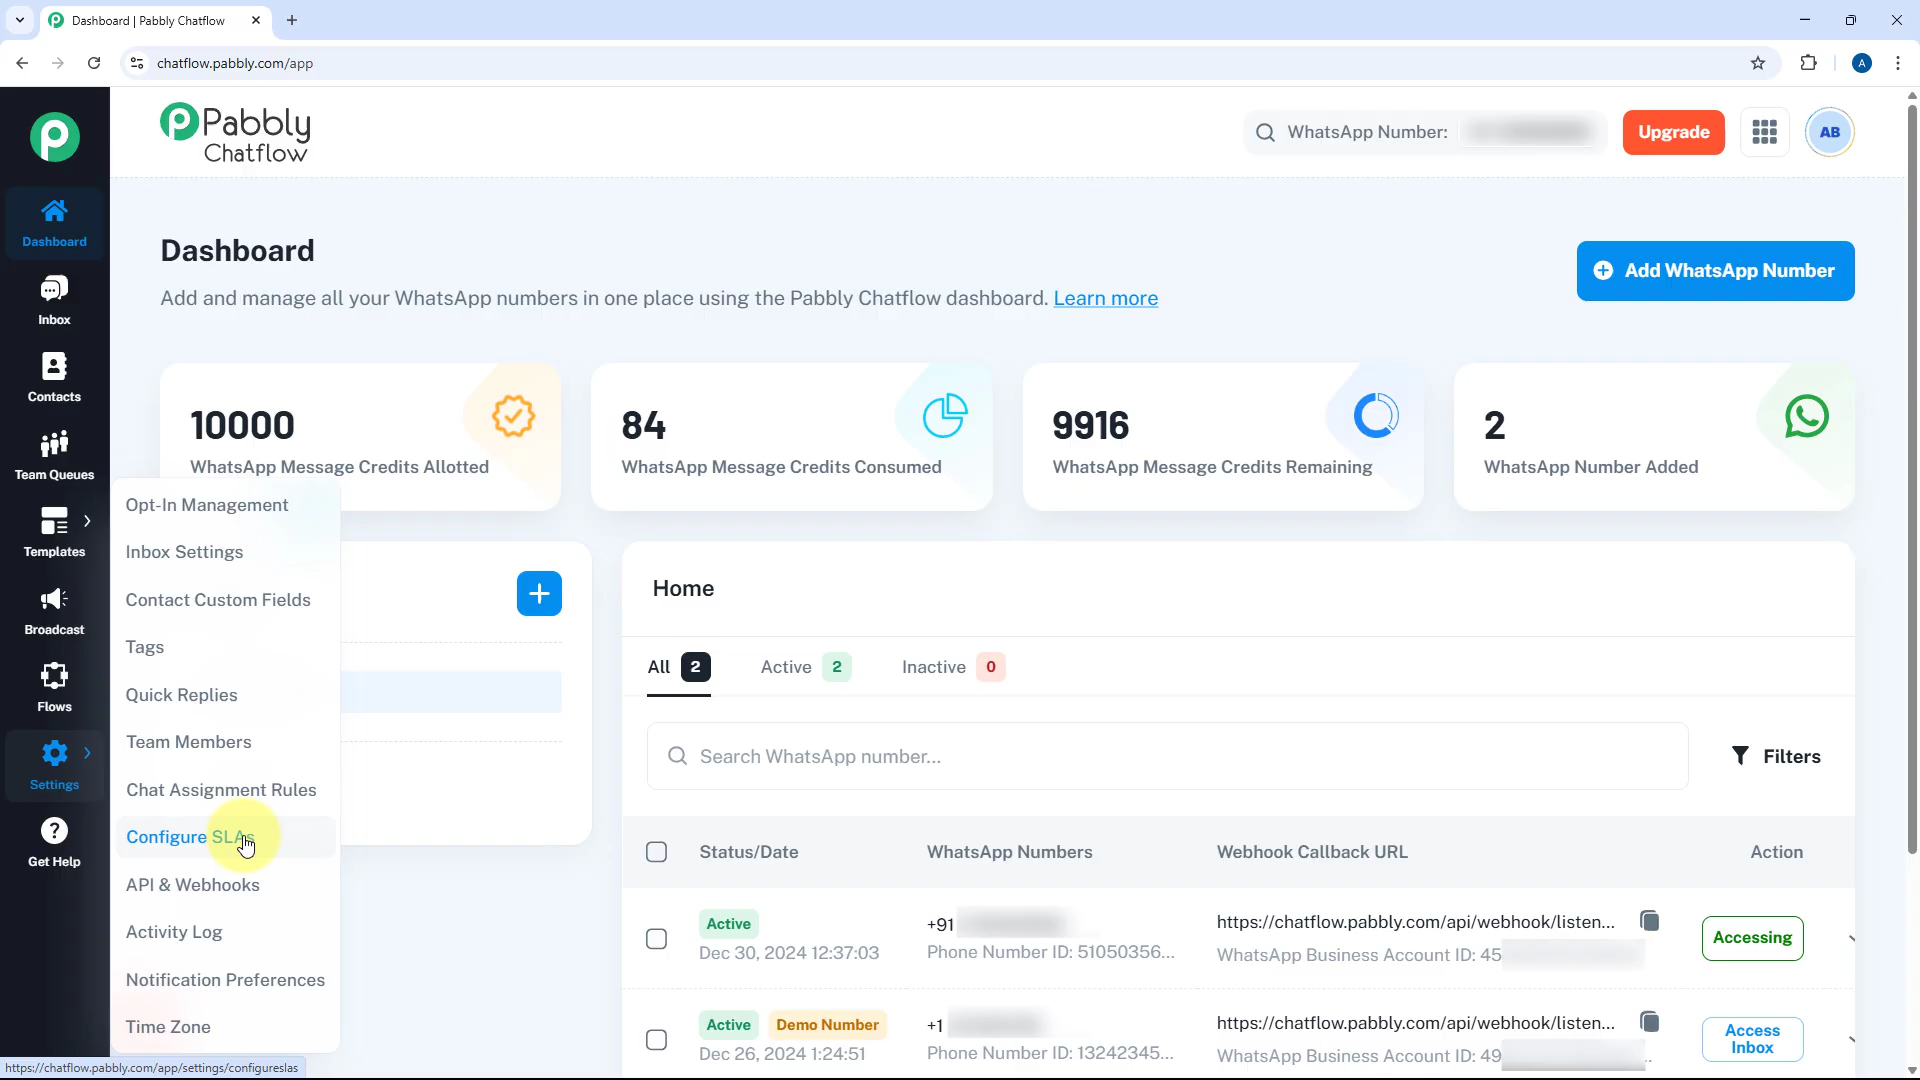 Dashboard | Pabbly Chatflow
chatflow.pabbly.com/app
A
Pabbly
Chatflow
WhatsApp Number:
Upgrade
AB
Dashboard
Inbox
Contacts
Team Queues
Templates
Broadcast
Flows
Settings
Get Help
Dashboard
Add and manage all your WhatsApp numbers in one place using the Pabbly Chatflow dashboard. Learn more
Add WhatsApp Number
10000
WhatsApp Message Credits Allotted
84
WhatsApp Message Credits Consumed
9916
WhatsApp Message Credits Remaining
2
WhatsApp Number Added
Opt-In Management
Inbox Settings
Contact Custom Fields
Tags
Quick Replies
Team Members
Chat Assignment Rules
Configure SLAs
API & Webhooks
Activity Log
Notification Preferences
Time Zone
Home
All 2
Active 2
Inactive 0
Search WhatsApp number...
Filters
Status/Date
WhatsApp Numbers
Webhook Callback URL
Action
Active
Dec 30, 2024 12:37:03
+91
Phone Number ID: 51050356...
https://chatflow.pabbly.com/api/webhook/listen...
WhatsApp Business Account ID: 45
Accessing
Active
Demo Number
Dec 26, 2024 1:24:51
+1
Phone Number ID: 13242345...
https://chatflow.pabbly.com/api/webhook/listen...
WhatsApp Business Account ID: 49
Access
Inbox
https://chatflow.pabbly.com/app/settings/configureslas